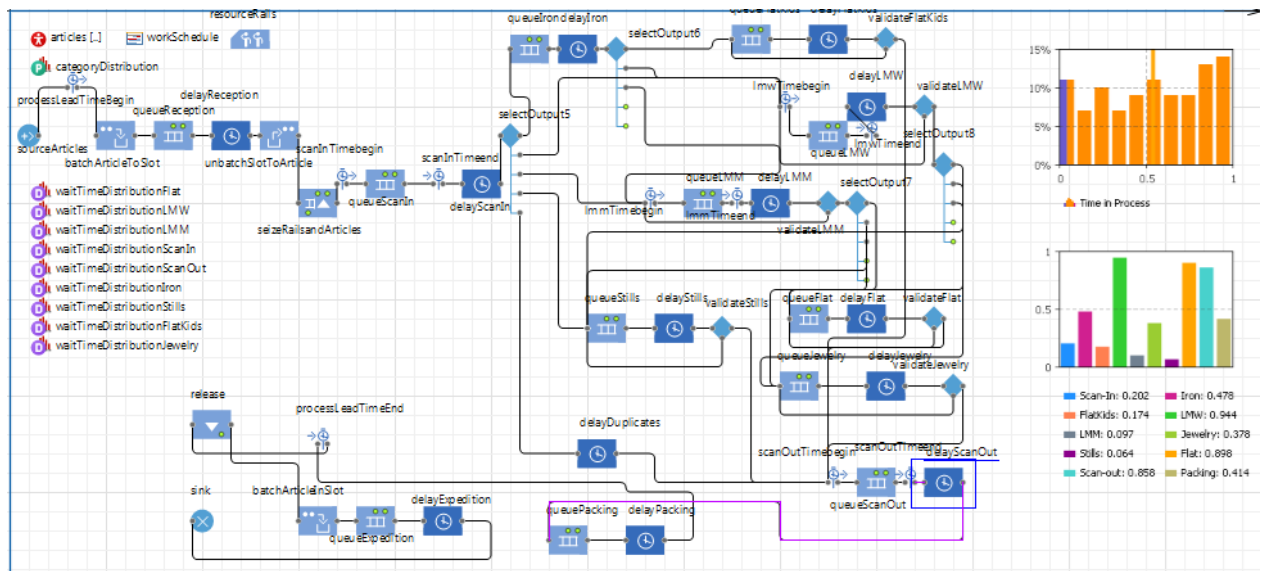 resourceRails
articles [..]
workSchedule
categoryDistribution
processLeadTimeBegin
delayReception
queueReception
sourceArticles
batchArticleToSlot
unbatchSlotToArticle
scanInTimebegin
scanInTimeend
queueScanIn
delayScanIn
seizeRailsandArticles
selectOutput5
queueIron
delayIron
selectOutput6
delayFlatKids
validateFlatKids
lmwTimebegin
delayLMW
validateLMW
queueLMW
lmwTimeend
selectOutput8
queueLMM
delayLMM
selectOutput7
lmmTimebegin
lmmTimeend
validateLMM
waitTimeDistributionFlat
waitTimeDistributionLMW
waitTimeDistributionLMM
waitTimeDistributionScanIn
waitTimeDistributionScanOut
waitTimeDistributionIron
waitTimeDistributionStills
waitTimeDistributionFlatKids
waitTimeDistributionJewelry
queueStills
delayStills
validateStills
queueFlat
delayFlat
validateFlat
queueJewelry
delayJewelry
validateJewelry
release
processLeadTimeEnd
delayDuplicates
scanOutTimebegin
scanOutTimeend
delayScanOut
queueScanOut
sink
batchArticleInSlot
delayExpedition
queueExpedition
queuePacking
delayPacking
15%
10%
5%
0%
0
0.5
1
Time in Process
1
0.5
0
Scan-In: 0.202
Iron: 0.478
FlatKids: 0.174
LMW: 0.944
LMM: 0.097
Jewelry: 0.378
Stills: 0.064
Flat: 0.898
Scan-out: 0.858
Packing: 0.414